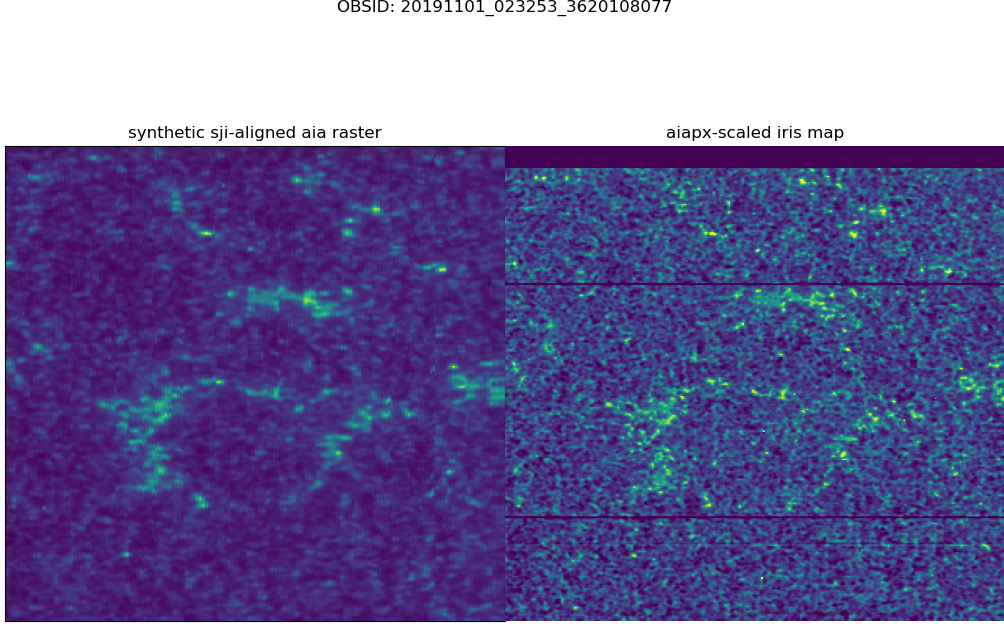 OBSID: 20191101_023253_3620108077
synthetic sji-aligned aia raster
aiapx-scaled iris map